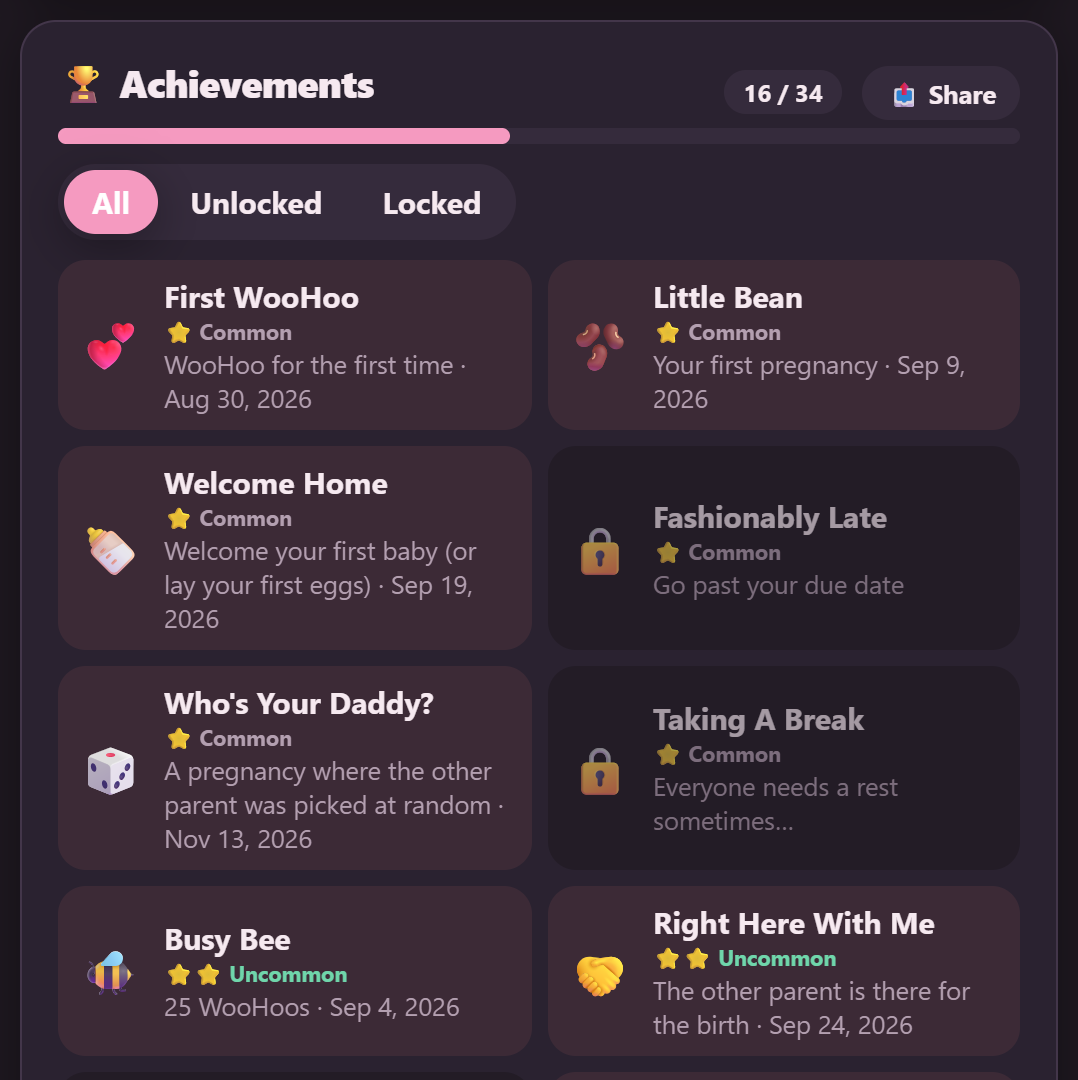 Achievements
16 / 34
Share
All
Unlocked
Locked
First WooHoo
Common
WooHoo for the first time ·
Aug 30, 2026
Little Bean
Common
Your first pregnancy · Sep 9,
2026
Welcome Home
Common
Welcome your first baby (or
lay your first eggs) · Sep 19,
2026
Fashionably Late
Common
Go past your due date
Who's Your Daddy?
Common
A pregnancy where the other
parent was picked at random ·
Nov 13, 2026
Taking A Break
Common
Everyone needs a rest
sometimes...
Busy Bee
Uncommon
25 WooHoos · Sep 4, 2026
Right Here With Me
Uncommon
The other parent is there for
the birth · Sep 24, 2026